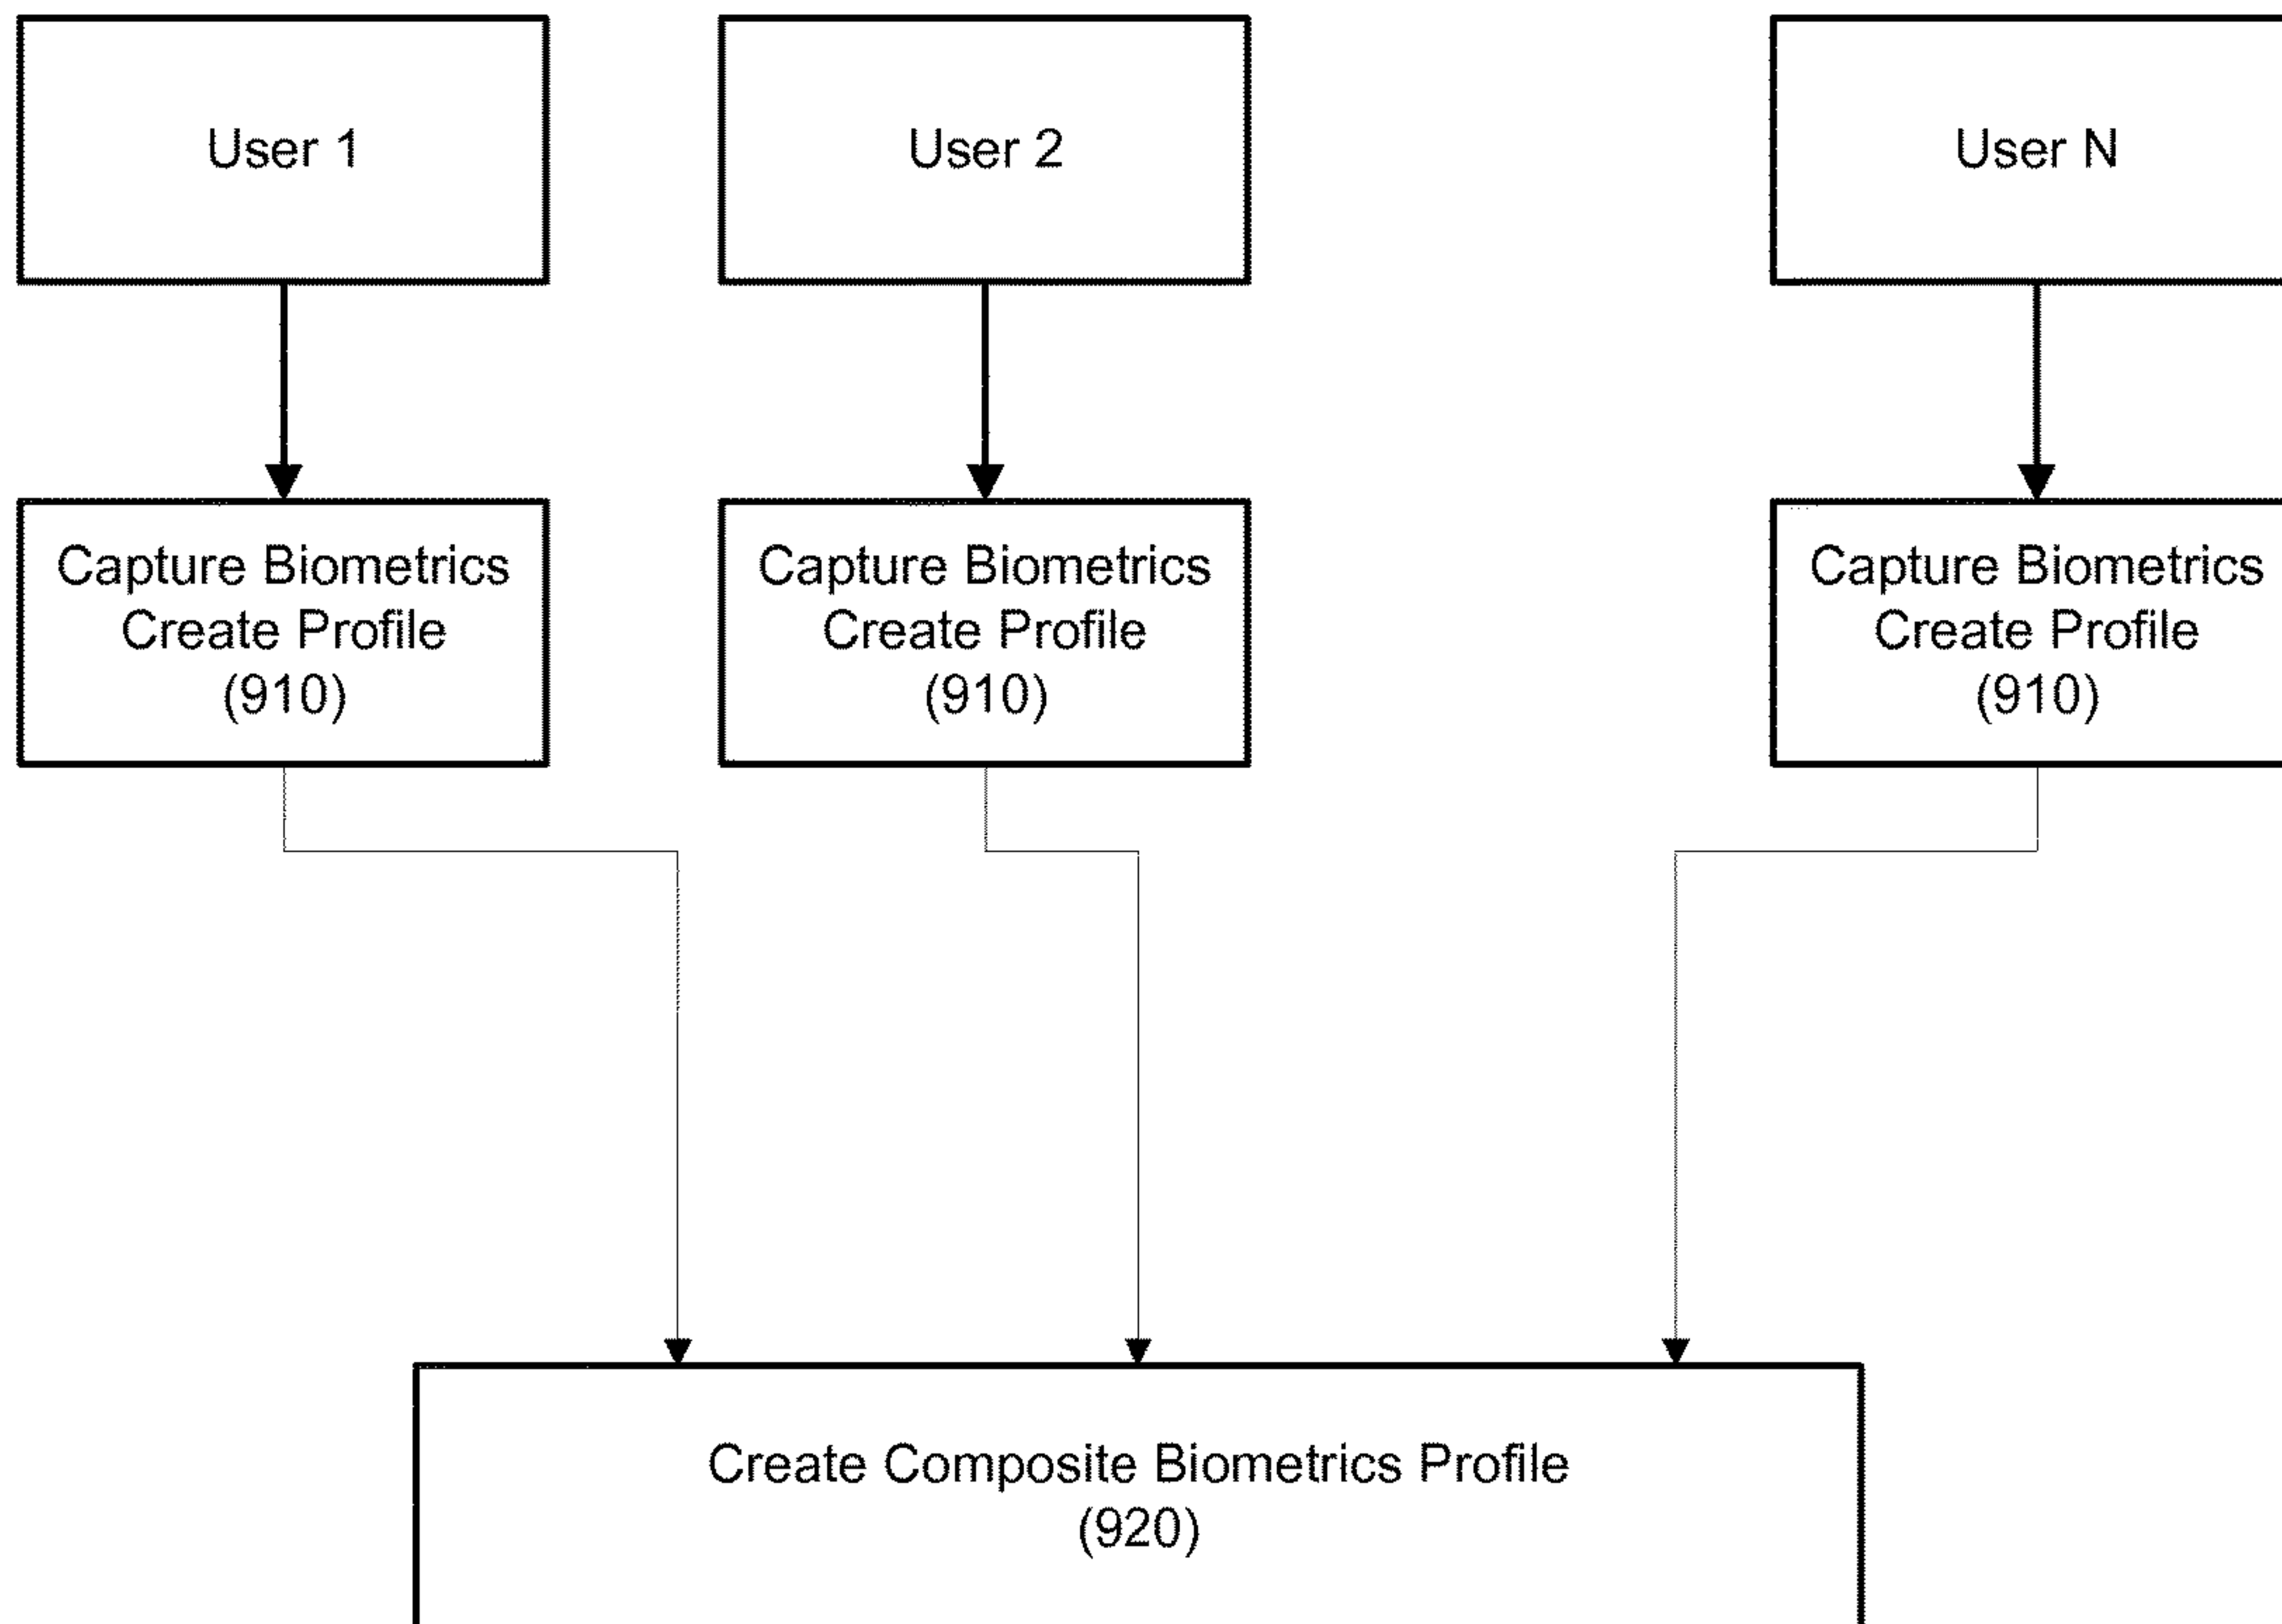 User 1
User 2
User N
Capture Biometrics
Create Profile
(910)
Capture Biometrics
Create Profile
(910)
Capture Biometrics
Create Profile
(910)
Create Composite Biometrics Profile
(920)